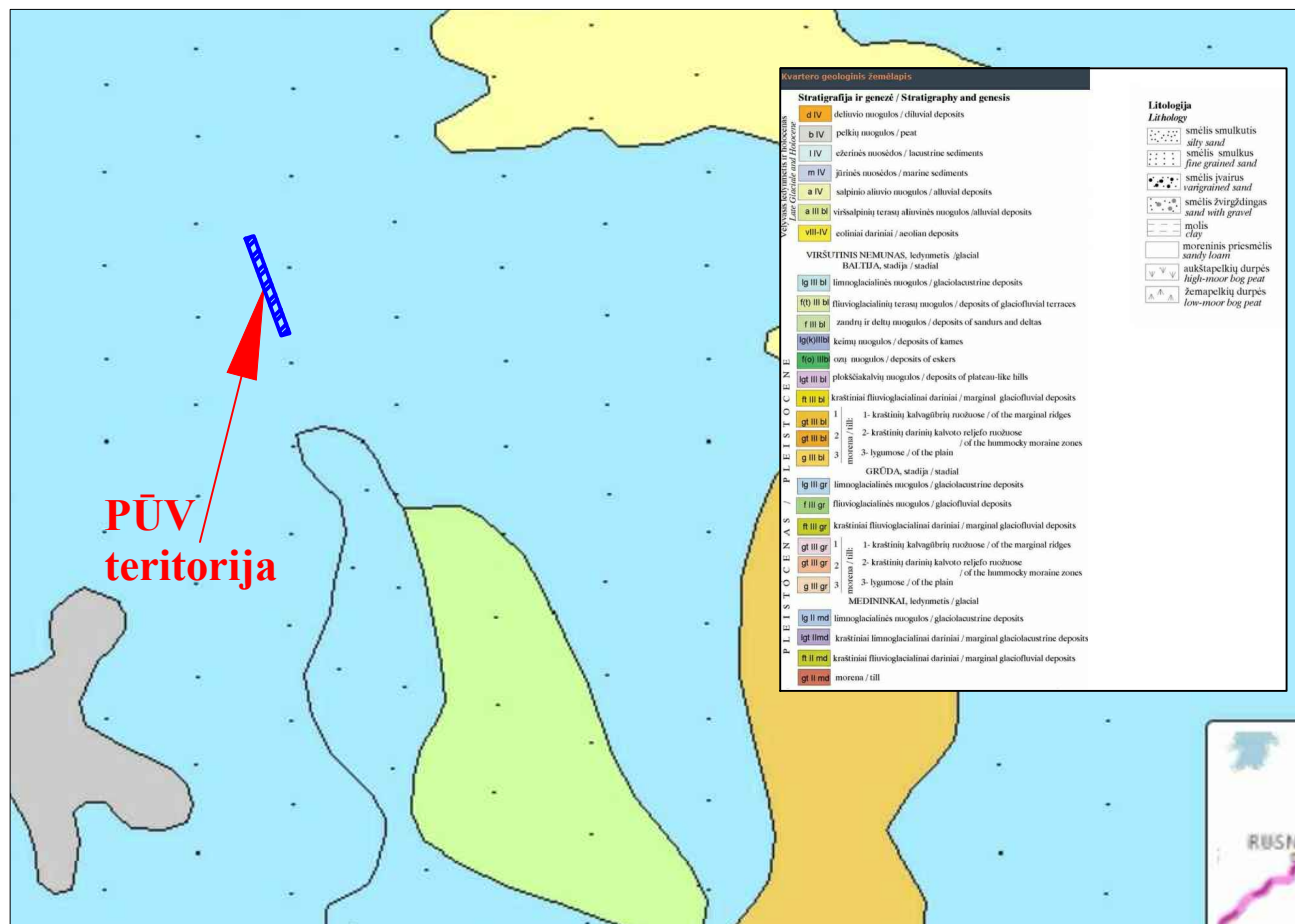 Kvartero geologinis žemėlapis
Stratigrafija ir genezė / Stratigraphy and genesis
Vėlyvasis ledynmetis ir holocenas
Late Glaciale and Holocene
d IV deliuvio nuogulos / diluvial deposits
b IV pelkių nuogulos / peat
l IV ežerinės nuosėdos / lacustrine sediments
m IV jūrinės nuosėdos / marine sediments
a IV salpinio aliuvio nuogulos / alluvial deposits
a III bl viršsalpinių terasų aliuvinės nuogulos /alluvial deposits
vIII-IV eoliniai dariniai / aeolian deposits
VIRŠUTINIS NEMUNAS, ledynmetis /glacial
BALTIJA, stadija / stadial
PLEISTOCENAS / PLEISTOCENE
lg III bl limnoglacialinės nuogulos / glaciolacustrine deposits
f(t) III bl fliuvioglacialinių terasų nuogulos / deposits of glaciofluvial terraces
f III bl zandrų ir deltų nuogulos / deposits of sandurs and deltas
lg(k)IIIbl keimų nuogulos / deposits of kames
f(o) IIIbl ozų nuogulos / deposits of eskers
lgt III bl plokščiakalvių nuogulos / deposits of plateau-like hills
ft III bl kraštiniai fliuvioglacialinai dariniai / marginal glaciofluvial deposits
morena / till:
gt III bl 1 1- kraštinių kalvagūbrių ruožuose / of the marginal ridges
gt III bl 2 2- kraštinių darinių kalvoto reljefo ruožuose
/ of the hummocky moraine zones
g III bl 3 3- lygumose / of the plain
GRŪDA, stadija / stadial
lg III gr limnoglacialinės nuogulos / glaciolacustrine deposits
f III gr fliuvioglacialinės nuogulos / glaciofluvial deposits
ft III gr kraštiniai fliuvioglacialinai dariniai / marginal glaciofluvial deposits
morena / till:
gt III gr 1 1- kraštinių kalvagūbrių ruožuose / of the marginal ridges
gt III gr 2 2- kraštinių darinių kalvoto reljefo ruožuose
/ of the hummocky moraine zones
g III gr 3 3- lygumose / of the plain
MEDININKAI, ledynmetis / glacial
lg II md limnoglacialinės nuogulos / glaciolacustrine deposits
lgt IImd kraštiniai limnoglacialinai dariniai / marginal glaciolacustrine deposits
ft II md kraštiniai fliuvioglacialinai dariniai / marginal glaciofluvial deposits
gt II md morena / till
Litologija
Lithology
smėlis smulkutis
silty sand
smėlis smulkus
fine grained sand
smėlis įvairus
varigrained sand
smėlis žvirgždingas
sand with gravel
molis
clay
moreninis priesmėlis
sandy loam
aukštapelkių durpės
high-moor bog peat
žemapelkių durpės
low-moor bog peat
PŪV
teritorija
RUSN